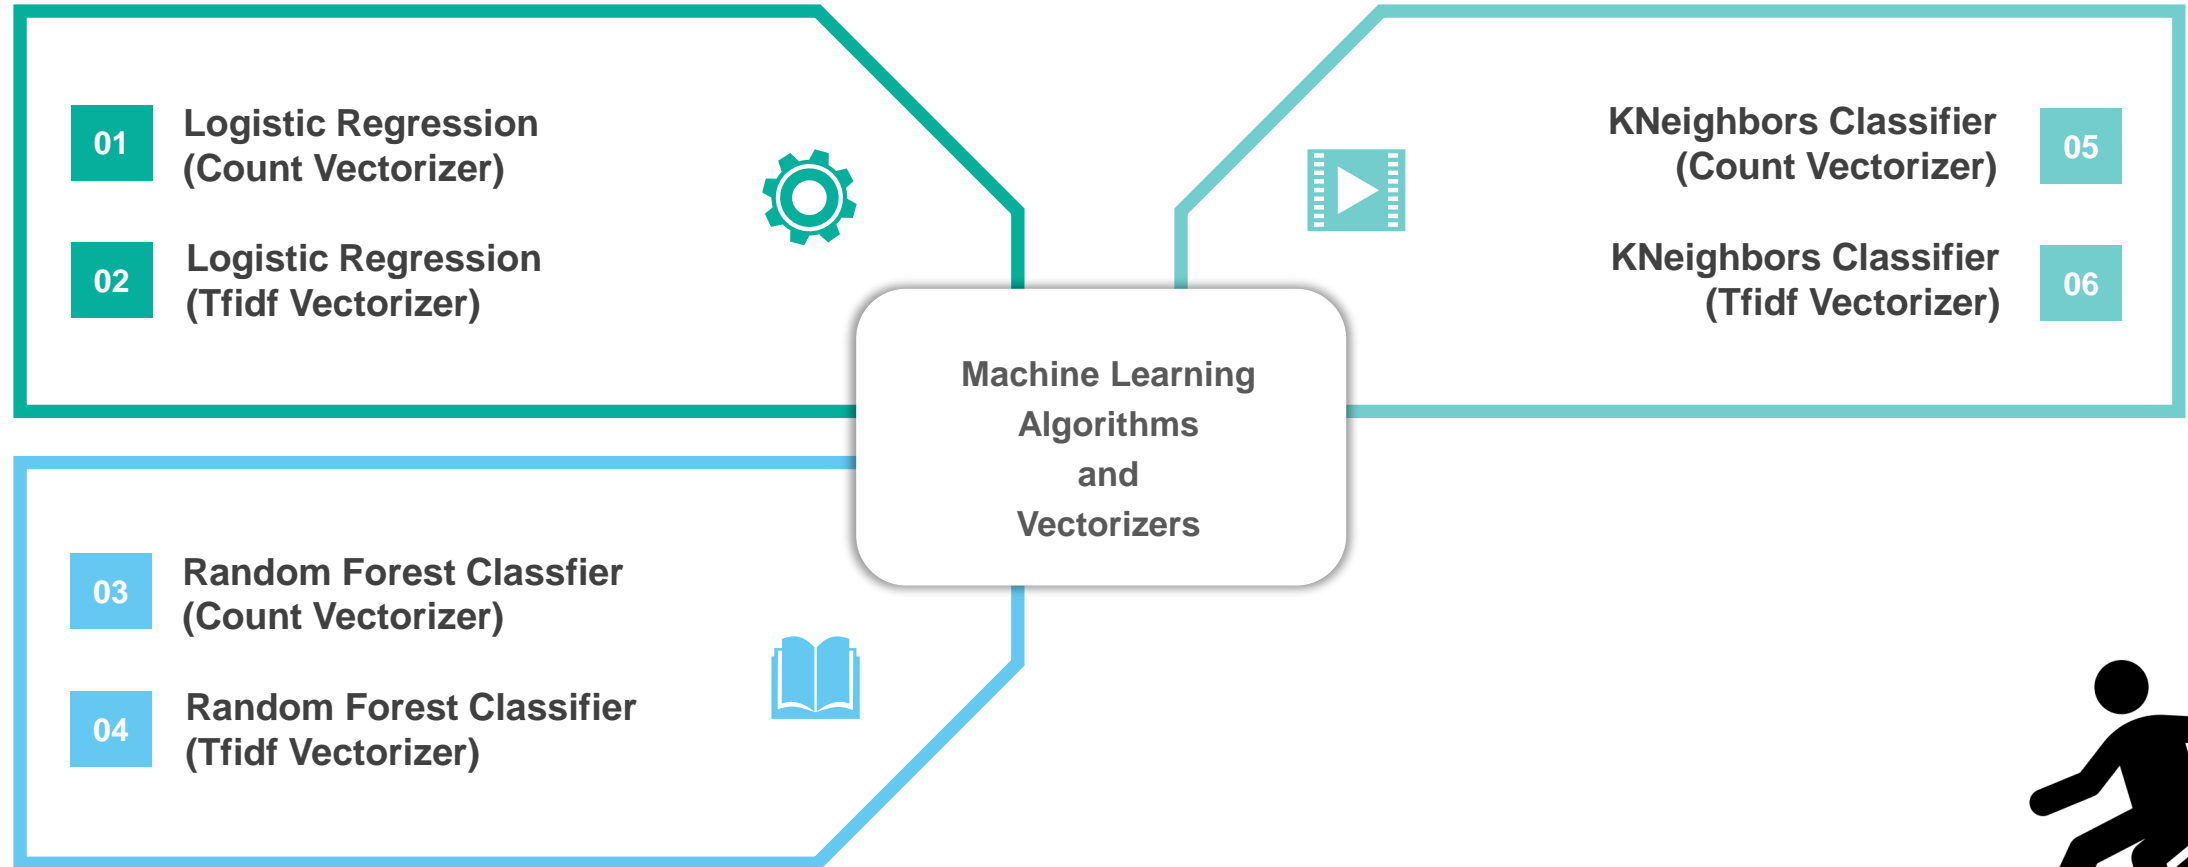 01
Logistic Regression
(Count Vectorizer)
02
Logistic Regression
(Tfidf Vectorizer)
03
Random Forest Classfier
(Count Vectorizer)
04
Random Forest Classifier
(Tfidf Vectorizer)
Machine Learning
Algorithms
and
Vectorizers
KNeighbors Classifier
(Count Vectorizer)
05
KNeighbors Classifier
(Tfidf Vectorizer)
06